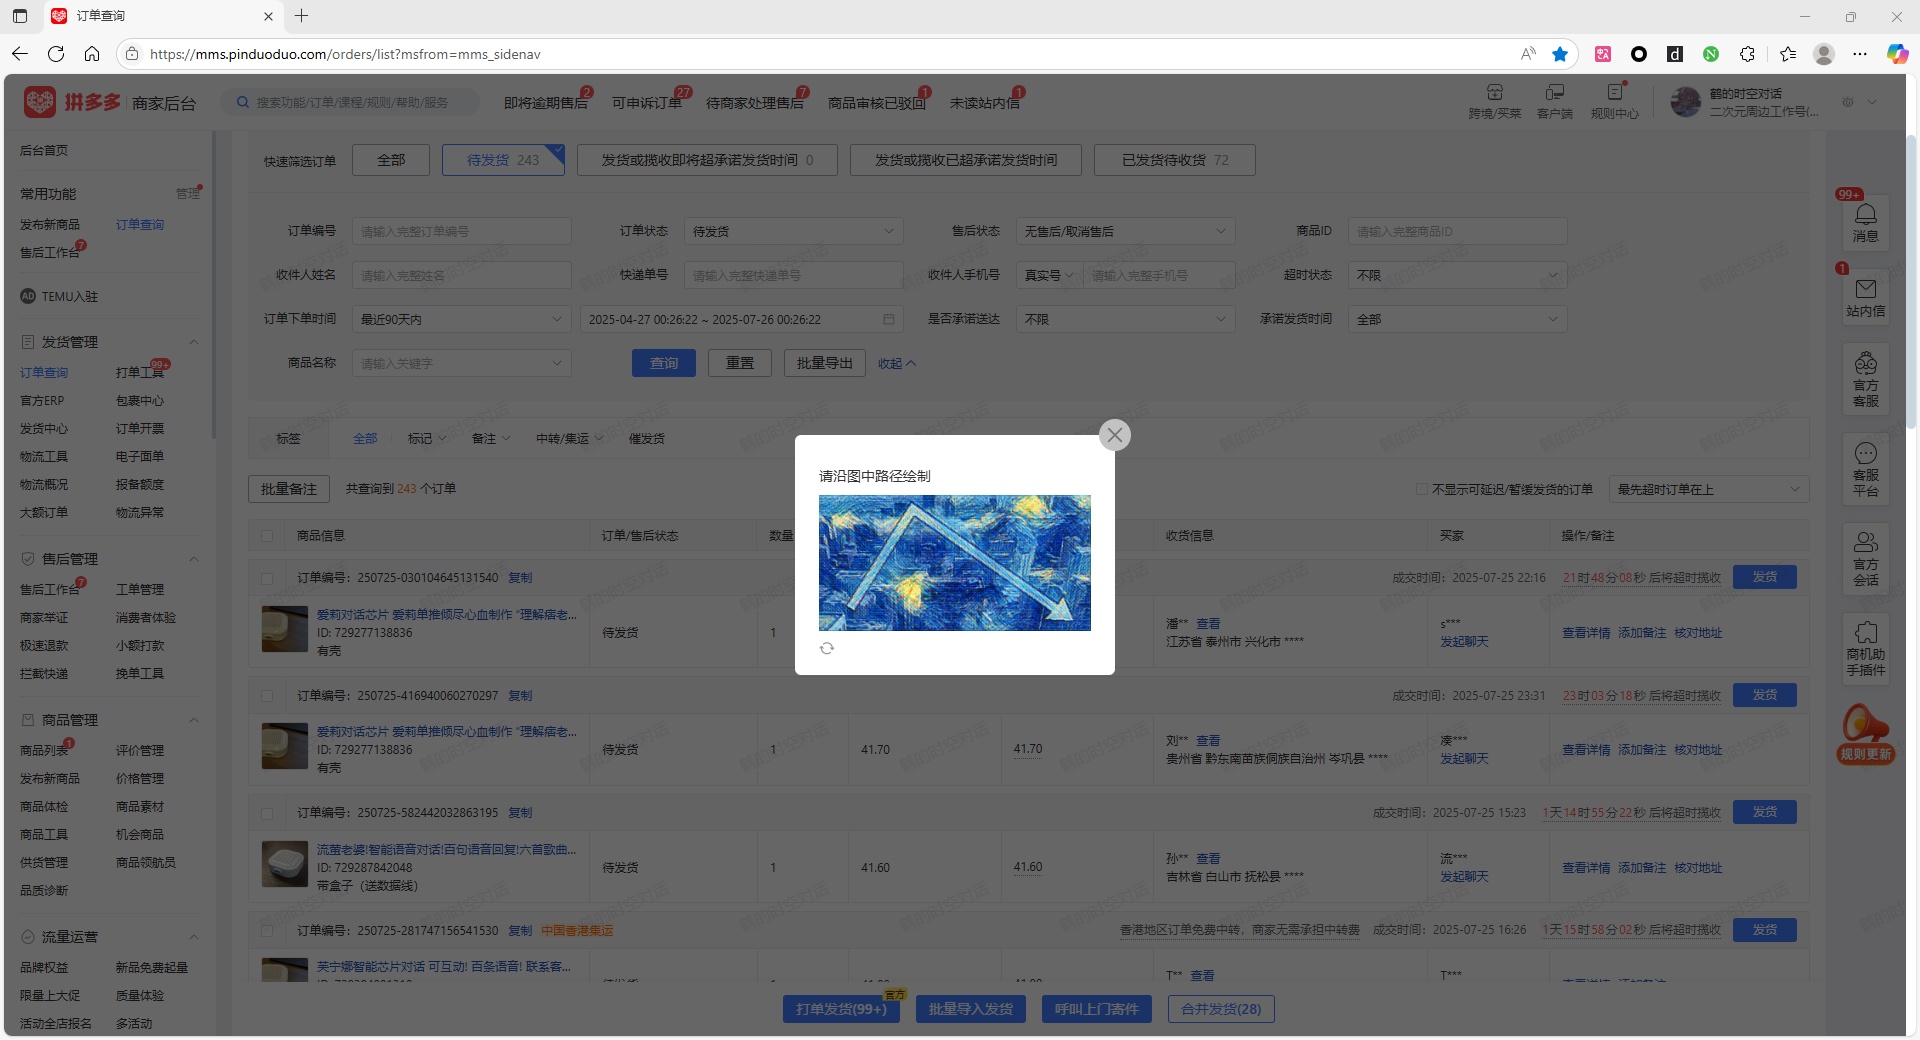 订单查询
https://mms.pinduoduo.com/orders/list?msfrom=mms_sidenav
拼多多 商家后台
搜索功能/订单/课程/规则/帮助/服务
即将逾期售后 2
可申诉订单 27
待商家处理售后 7
商品审核已驳回 1
未读站内信 1
跨境/买菜
客户端
规则中心
鹤的时空对话
二次元周边工作号(...
后台首页
常用功能 管理
发布新商品 订单查询
售后工作台 7
AD TEMU入驻
发货管理
订单查询 打单工具 99+
官方ERP 包裹中心
发货中心 订单开票
物流工具 电子面单
物流概况 报备额度
大额订单 物流异常
售后管理
售后工作台 7 工单管理
商家举证 消费者体验
极速退款 小额打款
拦截快递 挽单工具
商品管理
商品列表 1 评价管理
发布新商品 价格管理
商品体检 商品素材
商品工具 机会商品
供货管理 商品领航员
品质诊断
流量运营
品牌权益 新品免费起量
限量上大促 质量体验
活动全店报名 多活动
快速筛选订单 全部 待发货 243 发货或揽收即将超承诺发货时间 0 发货或揽收已超承诺发货时间 已发货待收货 72
订单编号 请输入完整订单编号 订单状态 待发货 售后状态 无售后/取消售后 商品ID 请输入完整商品ID
收件人姓名 请输入完整姓名 快递单号 请输入完整快递单号 收件人手机号 真实号 请输入完整手机号 超时状态 不限
订单下单时间 最近90天内 2025-04-27 00:26:22 ~ 2025-07-26 00:26:22 是否承诺送达 不限 承诺发货时间 全部
商品名称 请输入关键字 查询 重置 批量导出 收起
标签 全部 标记 备注 中转/集运 催发货
批量备注 共查询到 243 个订单 不显示可延迟/暂缓发货的订单 最先超时订单在上
商品信息 订单/售后状态 数量 收货信息 买家 操作/备注
订单编号：250725-030104645131540 复制 成交时间：2025-07-25 22:16 21时48分08秒 后将超时揽收 发货
爱莉对话芯片 爱莉单推倾尽心血制作 “理解痞老...
ID: 729277138836
有壳
待发货 1
潘** 查看
江苏省 泰州市 兴化市 ****
s***
发起聊天
查看详情 添加备注 核对地址
订单编号：250725-416940060270297 复制 成交时间：2025-07-25 23:31 23时03分18秒 后将超时揽收 发货
爱莉对话芯片 爱莉单推倾尽心血制作 “理解痞老...
ID: 729277138836
有壳
待发货 1 41.70 41.70
刘** 查看
贵州省 黔东南苗族侗族自治州 岑巩县 ****
凑***
发起聊天
查看详情 添加备注 核对地址
订单编号：250725-582442032863195 复制 成交时间：2025-07-25 15:23 1天14时55分22秒 后将超时揽收 发货
流萤老婆!智能语音对话!百句语音回复!六首歌曲...
ID: 729287842048
带盒子（送数据线）
待发货 1 41.60 41.60
孙** 查看
吉林省 白山市 抚松县 ****
流***
发起聊天
查看详情 添加备注 核对地址
订单编号：250725-281747156541530 复制 中国香港集运 香港地区订单免费中转，商家无需承担中转费 成交时间：2025-07-25 16:26 1天15时58分02秒 后将超时揽收 发货
芙宁娜智能芯片对话 可互动! 百条语音! 联系客...
T** 查看
T***
打单发货(99+) 官方 批量导入发货 呼叫上门寄件 合并发货(28)
请沿图中路径绘制
99+
消息
1
站内信
官方
客服
客服
平台
官方
会话
商机助
手插件
规则更新
鹤的时空对话